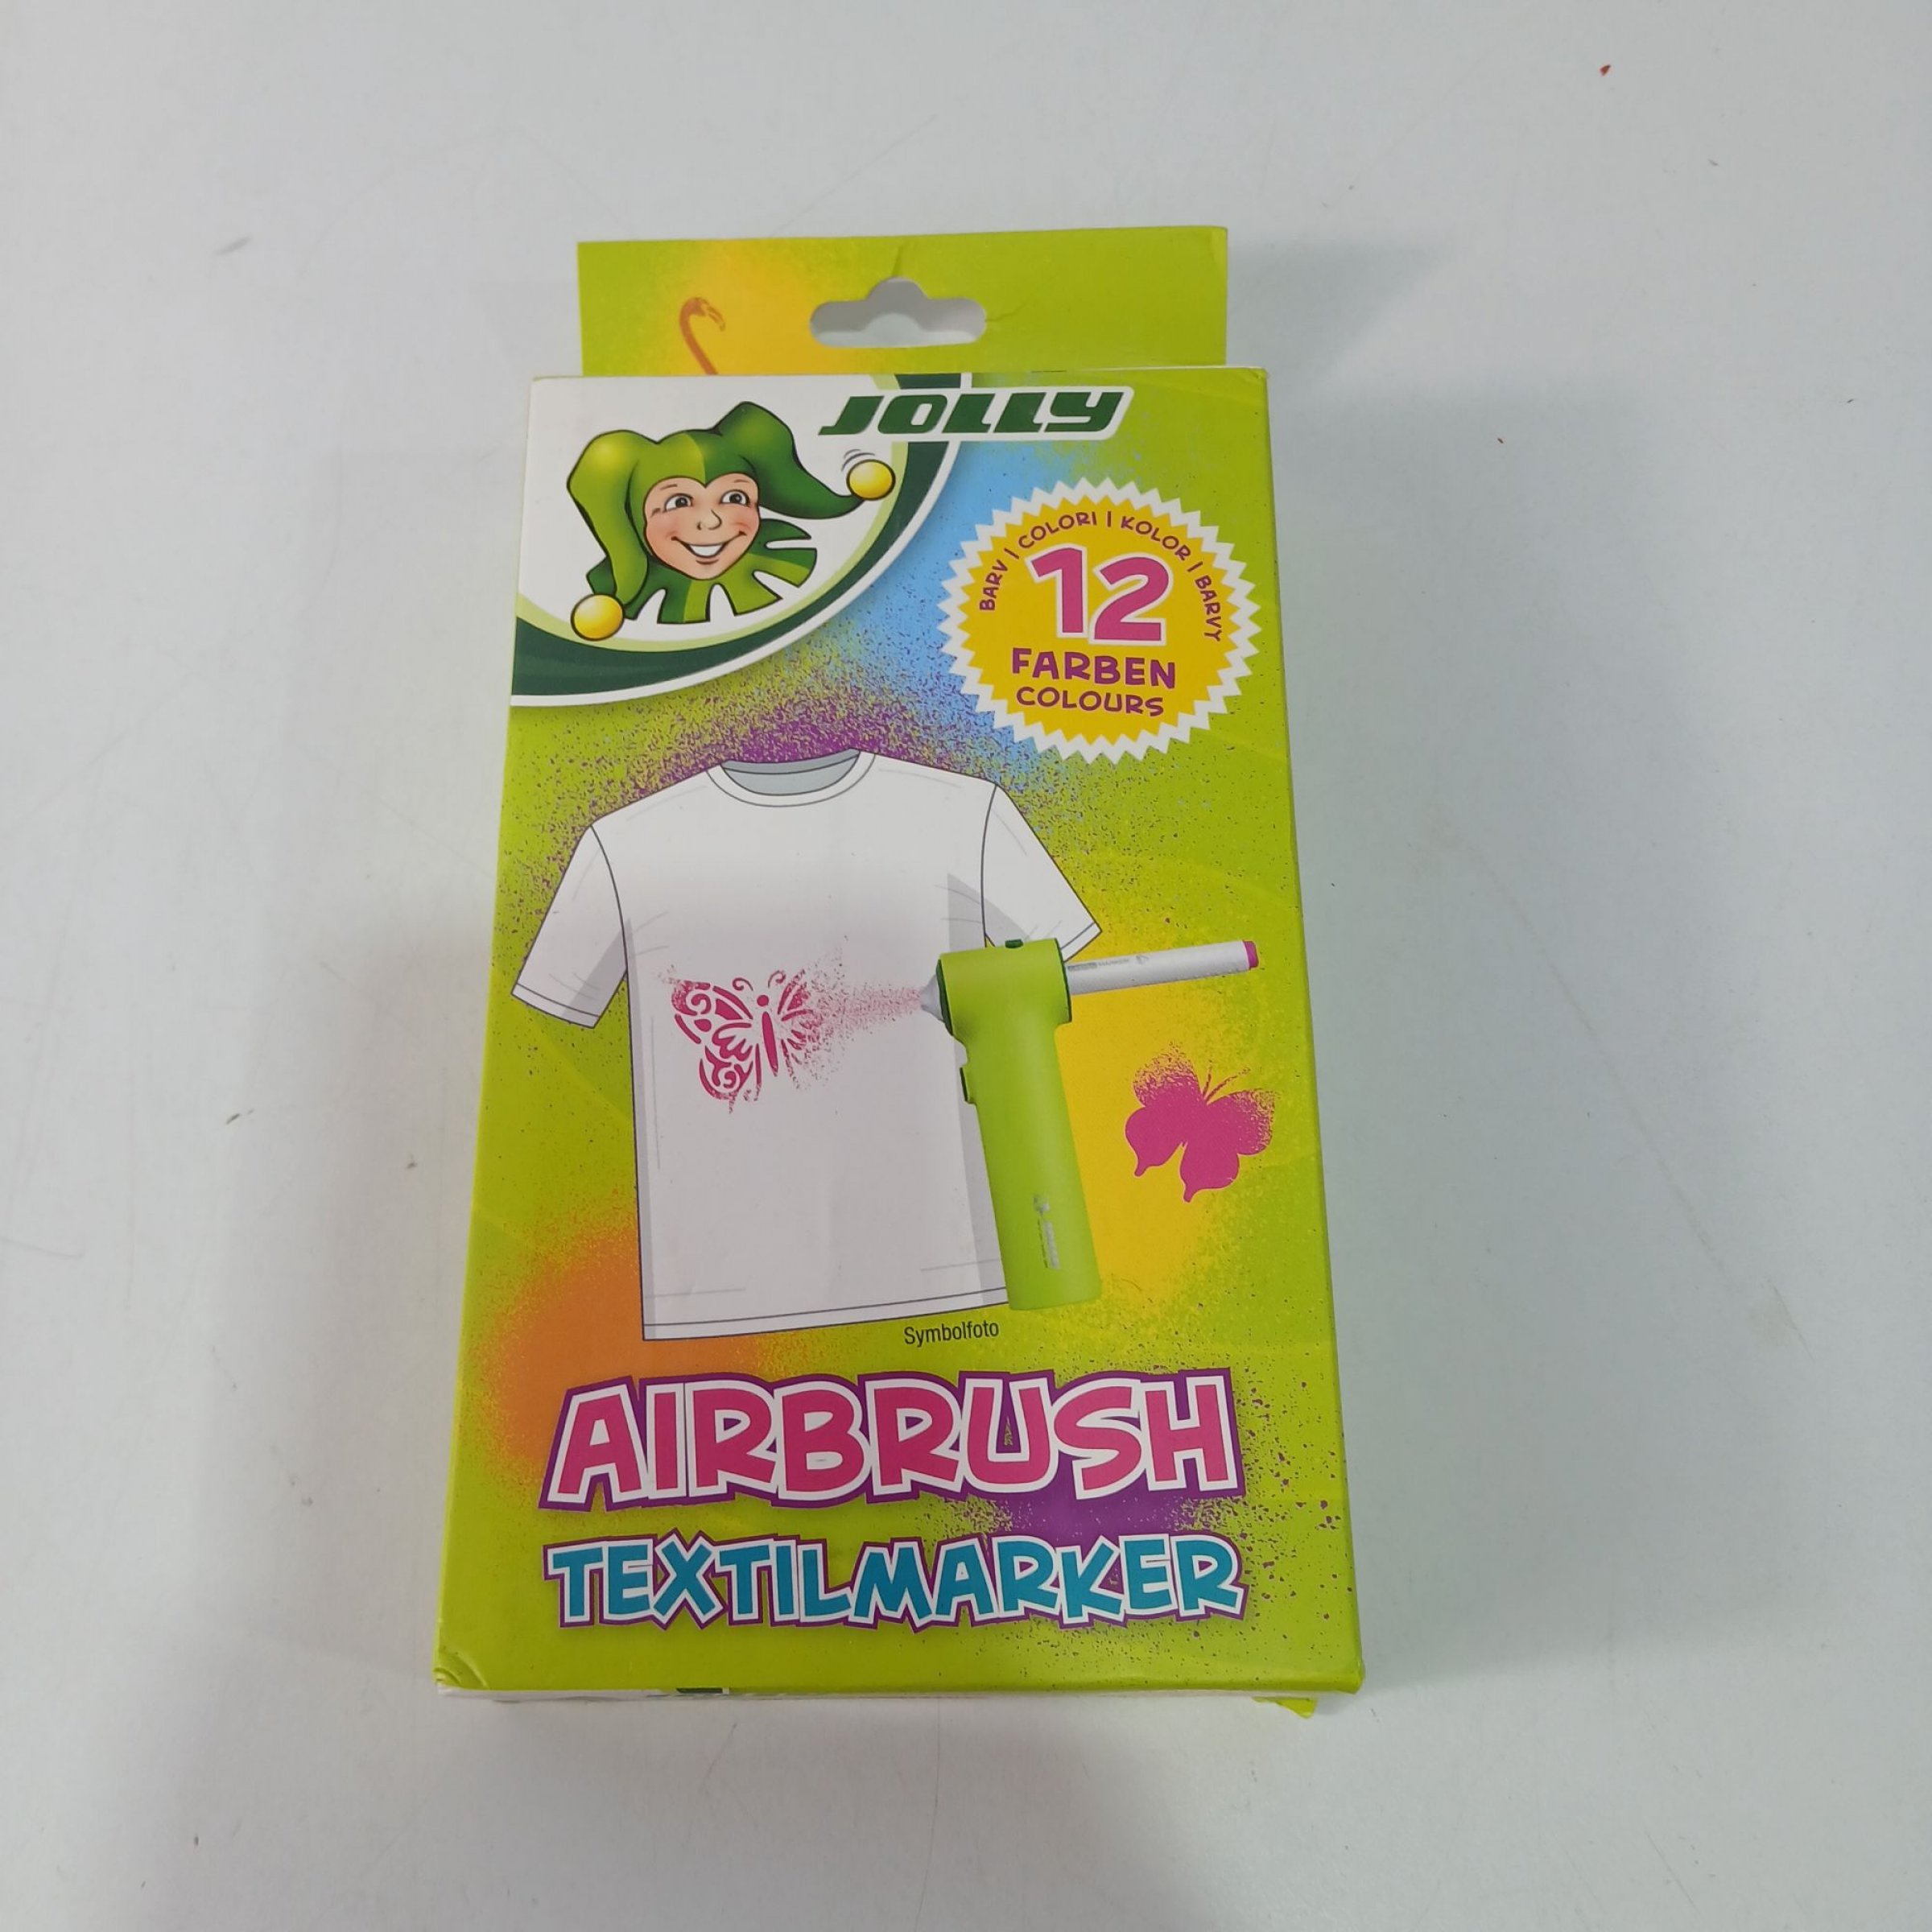 JOLLY
BARV | COLORI | KOLOR | BARVY
12
FARBEN
COLOURS
Symbolfoto
AIRBRUSH
TEXTILMARKER